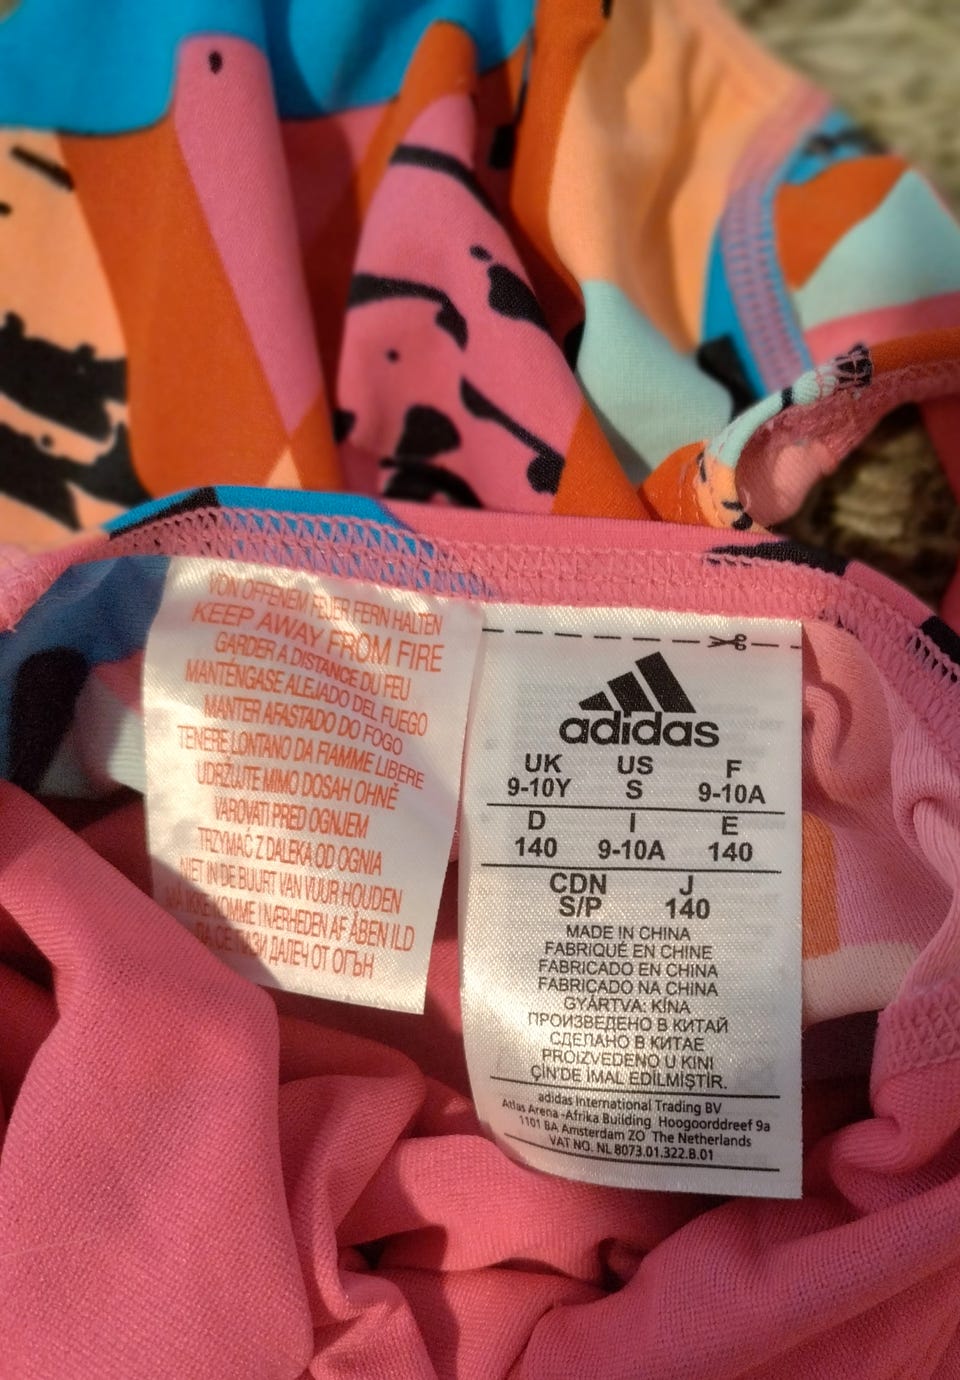 VON OFFENEM FEUER FERN HALTEN
KEEP AWAY FROM FIRE
GARDER A DISTANCE DU FEU
MANTÉNGASE ALEJADO DEL FUEGO
MANTER AFASTADO DO FOGO
TENERE LONTANO DA FIAMME LIBERE
UDRŽUJTE MIMO DOSAH OHNĚ
VAROVATI PRED OGNJEM
TRZYMAĆ Z DALEKA OD OGNIA
NIET IN DE BUURT VAN VUUR HOUDEN
MÅ IKKE KOMME I NÆRHEDEN AF ÅBEN ILD
ДА СЕ ПАЗИ ДАЛЕЧ ОТ ОГЪН
adidas
UK US F
9-10Y S 9-10A
D I E
140 9-10A 140
CDN J
S/P 140
MADE IN CHINA
FABRIQUÉ EN CHINE
FABRICADO EN CHINA
FABRICADO NA CHINA
GYÁRTVA: KÍNA
ПРОИЗВЕДЕНО В КИТАЙ
СДЕЛАНО В КИТАЕ
PROIZVEDENO U KINI
ÇİN'DE İMAL EDİLMİŞTİR.
adidas International Trading BV
Atlas Arena -Afrika Building Hoogoorddreef 9a
1101 BA Amsterdam ZO The Netherlands
VAT NO. NL 8073.01.322.B.01